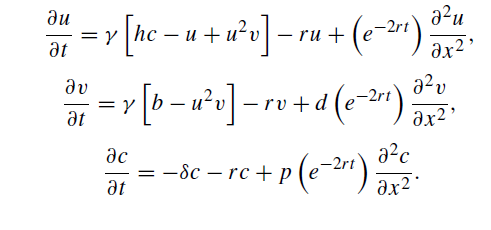 ∂u/∂t = γ [hc − u + u²v] − ru + (e⁻²ʳᵗ) ∂²u/∂x²,
∂v/∂t = γ [b − u²v] − rv + d (e⁻²ʳᵗ) ∂²v/∂x²,
∂c/∂t = −δc − rc + p (e⁻²ʳᵗ) ∂²c/∂x².